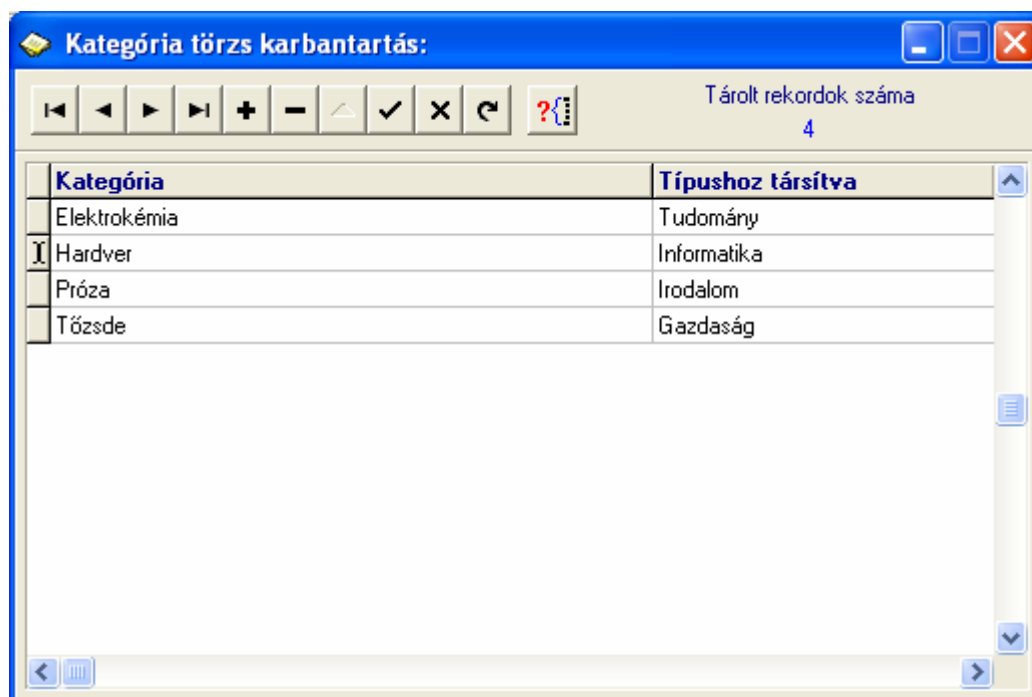 Kategória törzs karbantartás:
Tárolt rekordok száma
4
Kategória Típushoz társítva
Elektrokémia Tudomány
Hardver Informatika
Próza Irodalom
Tőzsde Gazdaság